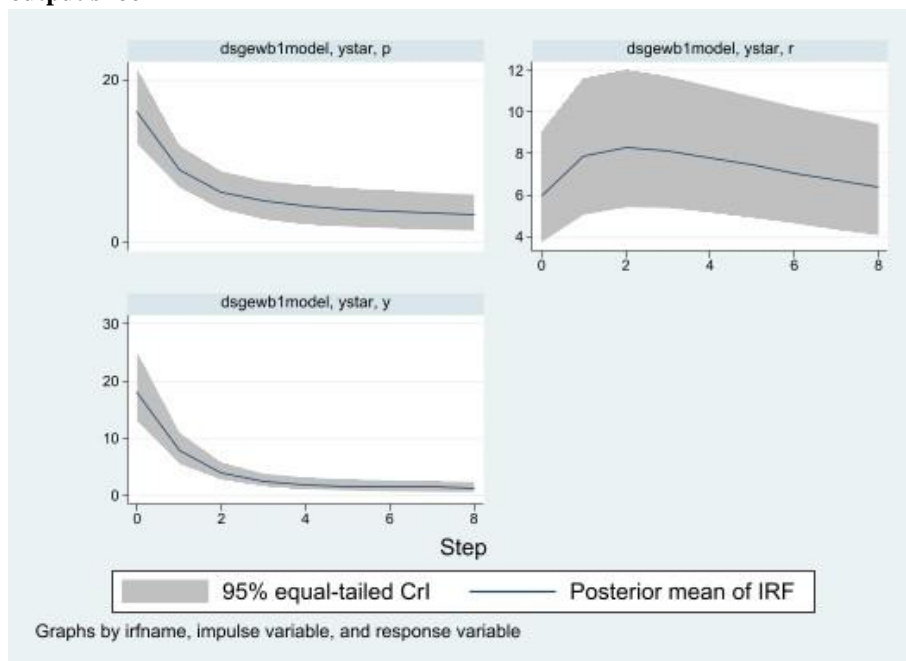 dsgewb1model, ystar, p
20
0
dsgewb1model, ystar, r
12
10
8
6
4
0 2 4 6 8
dsgewb1model, ystar, y
30
20
10
0
0 2 4 6 8
Step
95% equal-tailed CrI Posterior mean of IRF
Graphs by irfname, impulse variable, and response variable